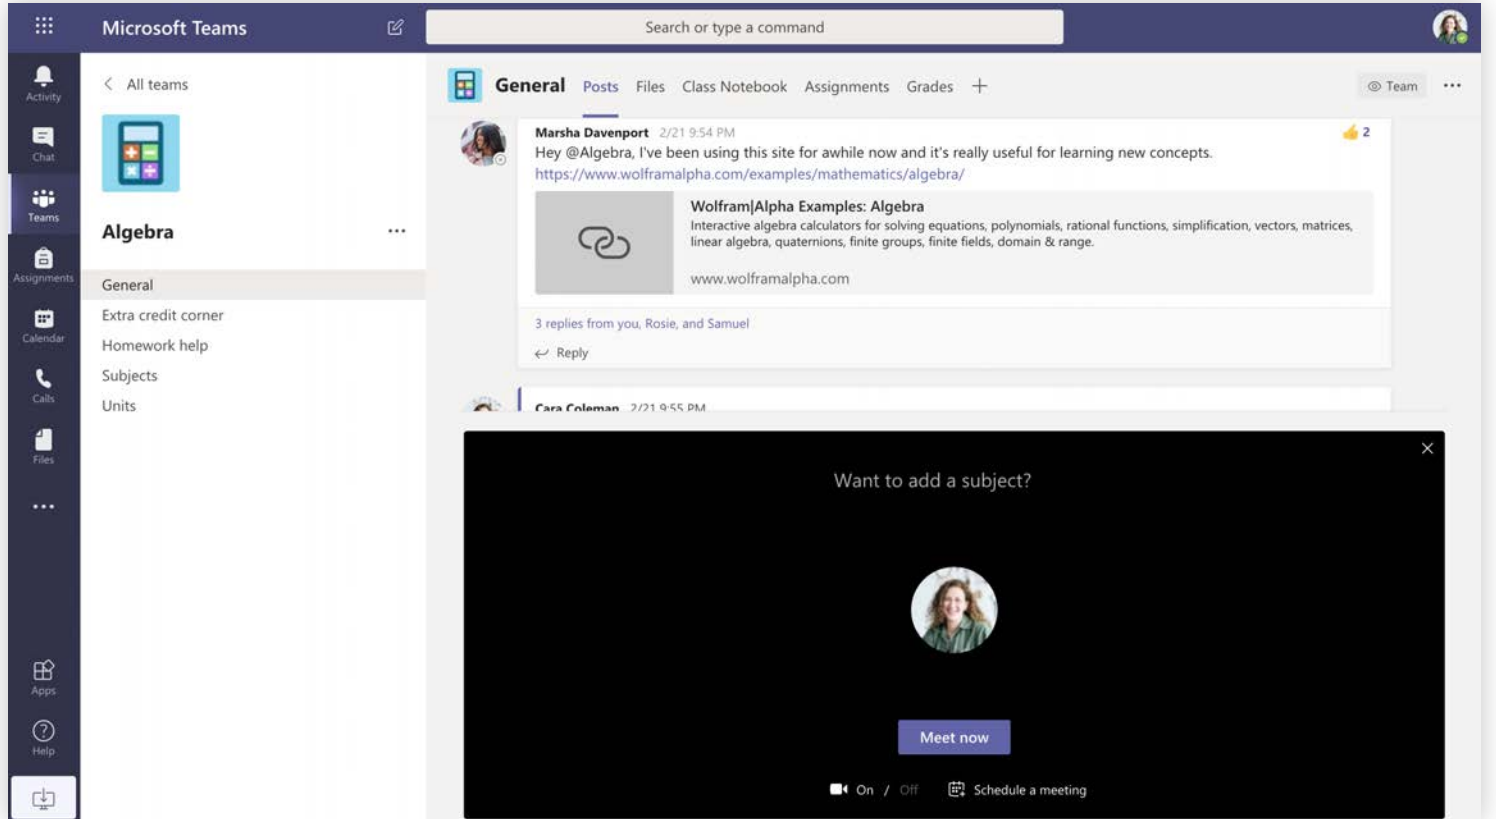 Microsoft Teams
Search or type a command
Activity
Chat
Teams
Assignments
Calendar
Calls
Files
Apps
Help
All teams
Algebra
General
Extra credit corner
Homework help
Subjects
Units
General Posts Files Class Notebook Assignments Grades
Team
Marsha Davenport 2/21 9:54 PM
2
Hey @Algebra, I've been using this site for awhile now and it's really useful for learning new concepts.
https://www.wolframalpha.com/examples/mathematics/algebra/
Wolfram|Alpha Examples: Algebra
Interactive algebra calculators for solving equations, polynomials, rational functions, simplification, vectors, matrices,
linear algebra, quaternions, finite groups, finite fields, domain & range.
www.wolframalpha.com
3 replies from you, Rosie, and Samuel
Reply
Cara Coleman 2/21 9:55 PM
Want to add a subject?
Meet now
On / Off Schedule a meeting